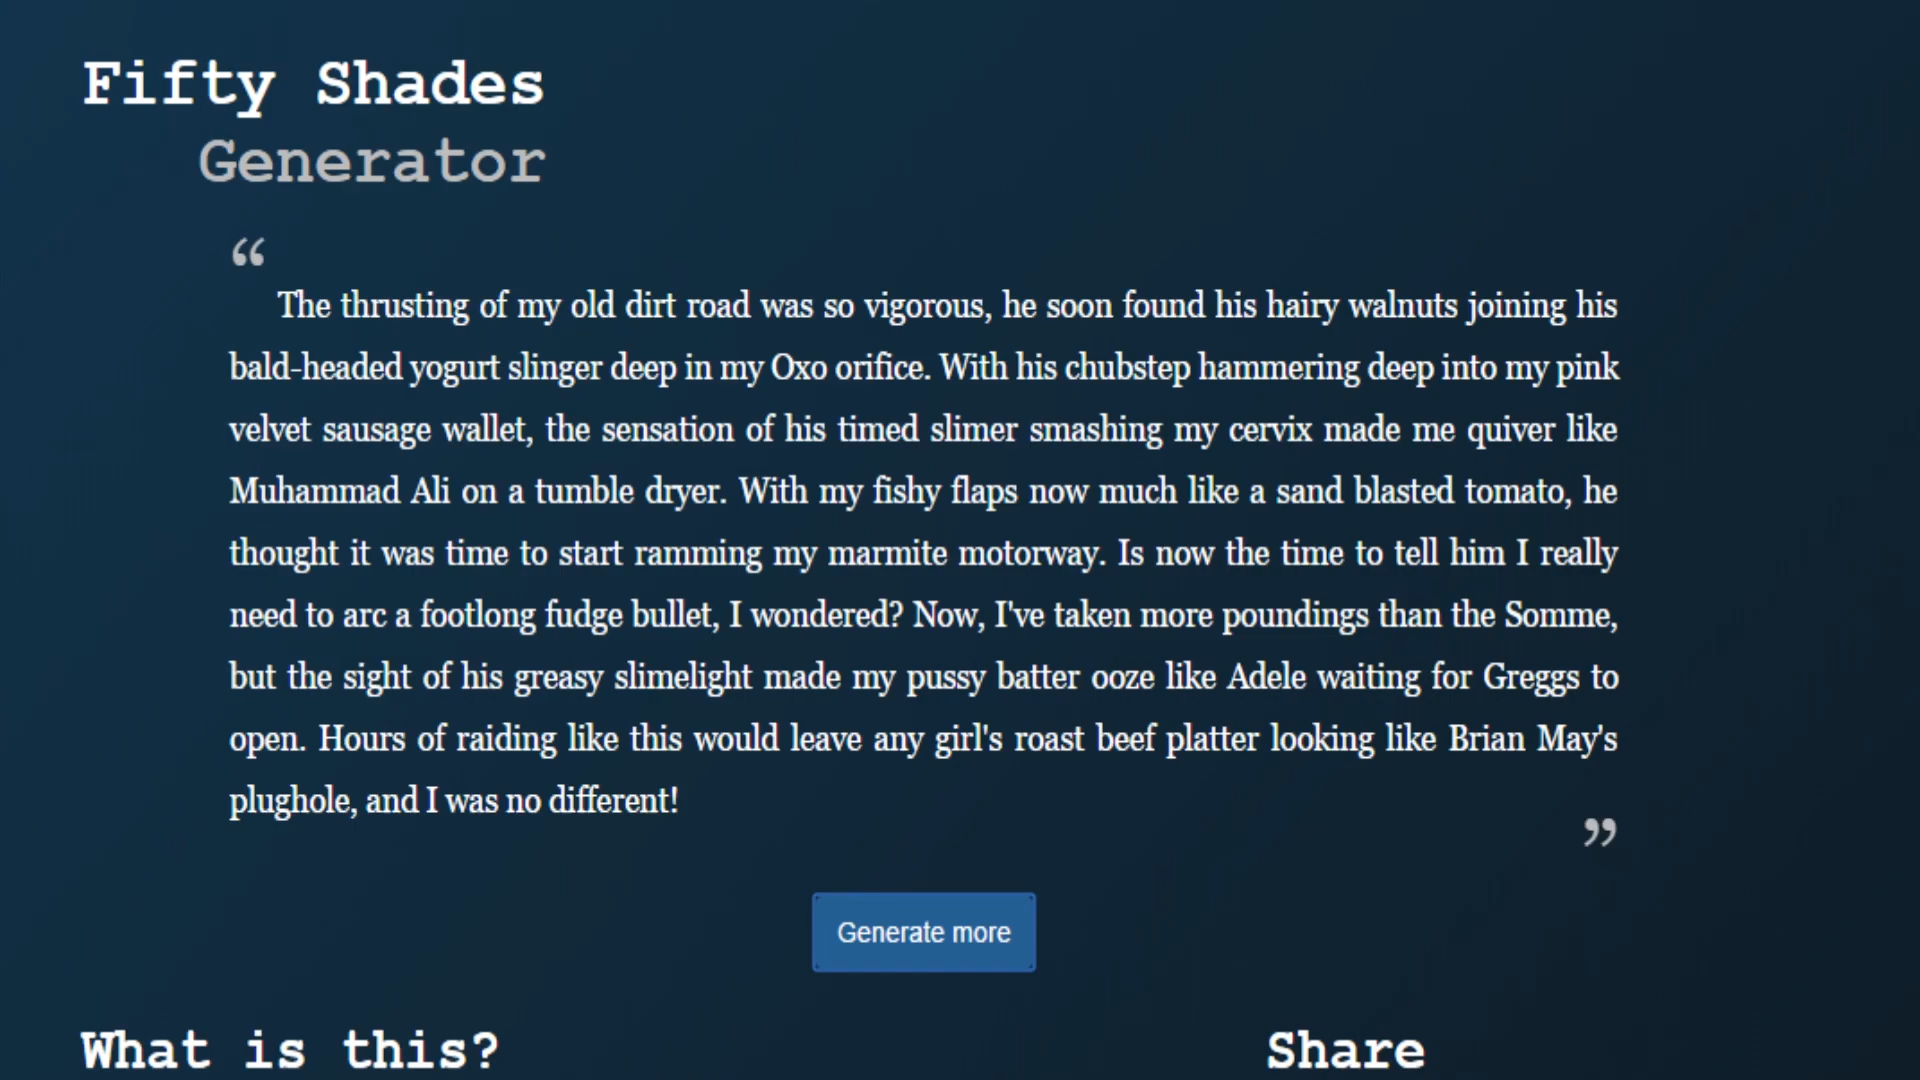 Fifty Shades
Generator
“
The thrusting of my old dirt road was so vigorous, he soon found his hairy walnuts joining his
bald-headed yogurt slinger deep in my Oxo orifice. With his chubstep hammering deep into my pink
velvet sausage wallet, the sensation of his timed slimer smashing my cervix made me quiver like
Muhammad Ali on a tumble dryer. With my fishy flaps now much like a sand blasted tomato, he
thought it was time to start ramming my marmite motorway. Is now the time to tell him I really
need to arc a footlong fudge bullet, I wondered? Now, I've taken more poundings than the Somme,
but the sight of his greasy slimelight made my pussy batter ooze like Adele waiting for Greggs to
open. Hours of raiding like this would leave any girl's roast beef platter looking like Brian May's
plughole, and I was no different!
”
Generate more
What is this?
Share